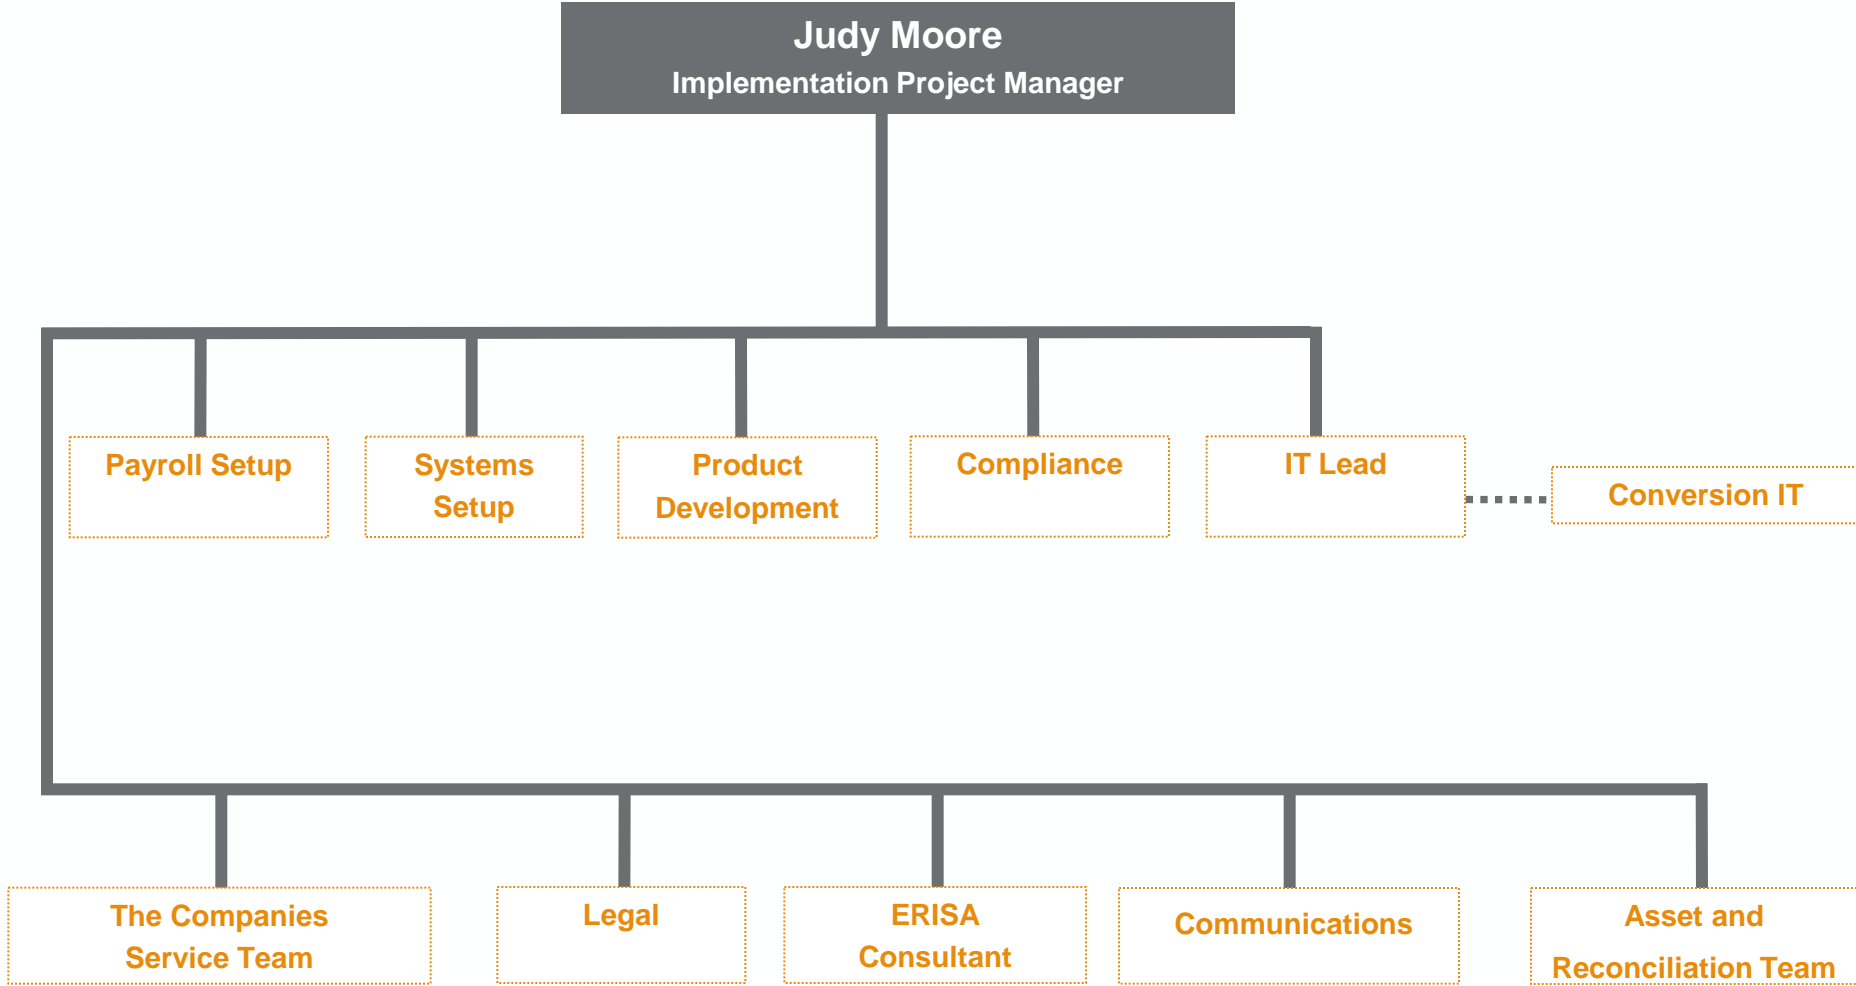 Judy Moore
Implementation Project Manager
Payroll Setup
Systems
Setup
Product
Development
Compliance
IT Lead
Conversion IT
The Companies
Service Team
Legal
ERISA
Consultant
Communications
Asset and
Reconciliation Team